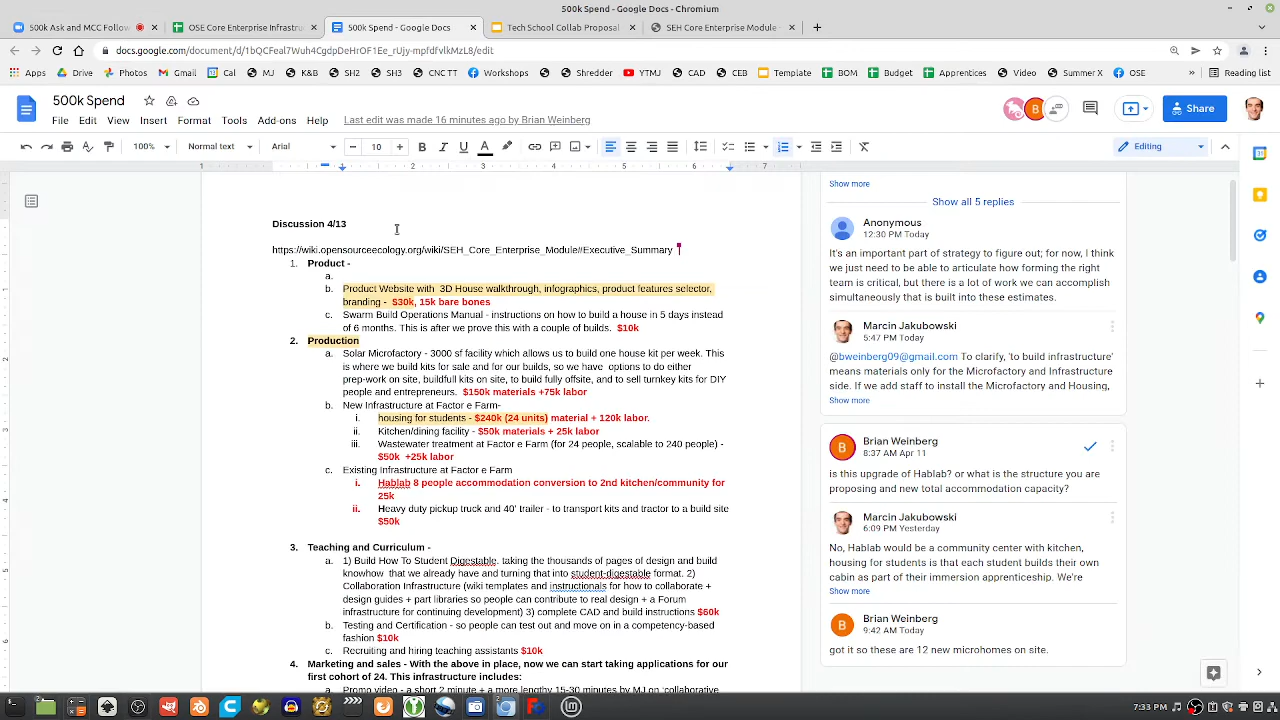 500k Spend - Google Docs - Chromium
500k Ask and MCC Follow
OSE Core Enterprise Infrastruc
500k Spend - Google Docs
Tech School Collab Proposal
SEH Core Enterprise Module -
docs.google.com/document/d/1bQCFeal7Wuh4CgdpDeHrOF1Ee_rUjy-mpfdfvlkMzL8/edit
Apps
Drive
Photos
Gmail
Cal
MJ
K&B
SH2
SH3
CNC TT
Workshops
Shredder
YTMJ
CAD
CEB
Template
BOM
Budget
Apprentices
Video
Summer X
OSE
Reading list
500k Spend
File Edit View Insert Format Tools Add-ons Help
Last edit was made 16 minutes ago by Brian Weinberg
Share
100%
Normal text
Arial
10
Editing
Discussion 4/13
https://wiki.opensourceecology.org/wiki/SEH_Core_Enterprise_Module#Executive_Summary
1. Product -
a.
b. Product Website with 3D House walkthrough, infographics, product features selector,
branding - $30k, 15k bare bones
c. Swarm Build Operations Manual - instructions on how to build a house in 5 days instead
of 6 months. This is after we prove this with a couple of builds. $10k
2. Production
a. Solar Microfactory - 3000 sf facility which allows us to build one house kit per week. This
is where we build kits for sale and for our builds, so we have options to do either
prep-work on site, buildfull kits on site, to build fully offsite, and to sell turnkey kits for DIY
people and entrepreneurs. $150k materials +75k labor
b. New Infrastructure at Factor e Farm-
i. housing for students - $240k (24 units) material + 120k labor.
ii. Kitchen/dining facility - $50k materials + 25k labor
iii. Wastewater treatment at Factor e Farm (for 24 people, scalable to 240 people) -
$50k +25k labor
c. Existing Infrastructure at Factor e Farm
i. Hablab 8 people accommodation conversion to 2nd kitchen/community for
25k
ii. Heavy duty pickup truck and 40' trailer - to transport kits and tractor to a build site
$50k
3. Teaching and Curriculum -
a. 1) Build How To Student Digestable. taking the thousands of pages of design and build
knowhow that we already have and turning that into student-digestable format. 2)
Collaboration Infrastructure (wiki templates and instructionals for how to collaborate +
design guides + part libraries so people can contribute to real design + a Forum
infrastructure for continuing development) 3) complete CAD and build instructions $60k
b. Testing and Certification - so people can test out and move on in a competency-based
fashion $10k
c. Recruiting and hiring teaching assistants $10k
4. Marketing and sales - With the above in place, now we can start taking applications for our
first cohort of 24. This infrastructure includes:
a. Promo video - a short 2 minute + a more lengthy 15-30 minutes by MJ on 'collaborative
Show more
Show all 5 replies
Anonymous
12:30 PM Today
It's an important part of strategy to figure out; for now, I think
we just need to be able to articulate how forming the right
team is critical, but there is a lot of work we can accomplish
simultaneously that is built into these estimates.
Marcin Jakubowski
5:47 PM Today
@bweinberg09@gmail.com To clarify, 'to build infrastructure'
means materials only for the Microfactory and Infrastructure
side. If we add staff to install the Microfactory and Housing,
Show more
B
Brian Weinberg
8:37 AM Apr 11
is this upgrade of Hablab? or what is the structure you are
proposing and new total accommodation capacity?
Marcin Jakubowski
6:09 PM Yesterday
No, Hablab would be a community center with kitchen,
housing for students is that each student builds their own
cabin as part of their immersion apprenticeship. We're
Show more
B
Brian Weinberg
9:42 AM Today
got it so these are 12 new microhomes on site.
7:33 PM